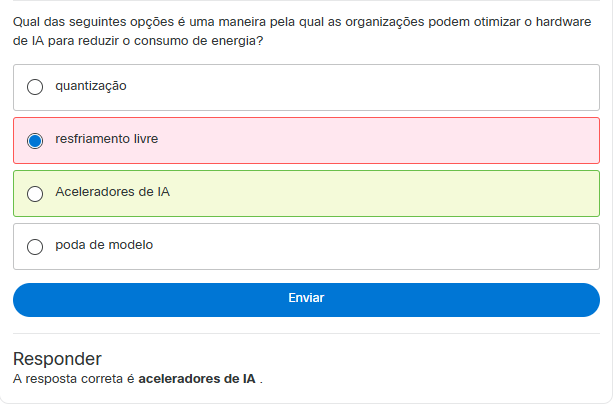 Qual das seguintes opções é uma maneira pela qual as organizações podem otimizar o hardware
de IA para reduzir o consumo de energia?
quantização
resfriamento livre
Aceleradores de IA
poda de modelo
Enviar
Responder
A resposta correta é aceleradores de IA .